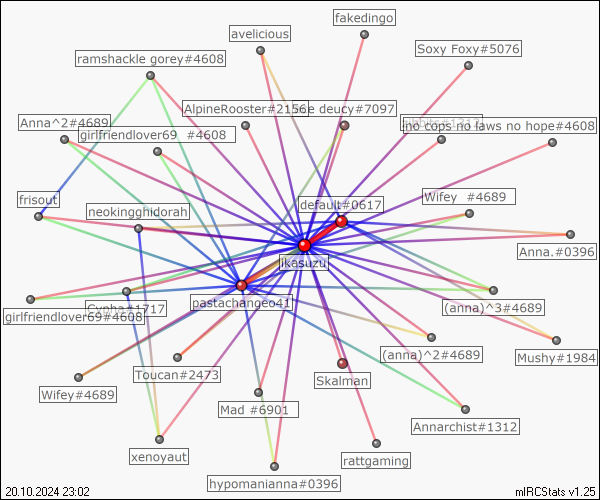 fakedingo
avelicious
Soxy Foxy#5076
ramshackle gorey#4608
AlpineRooster#2156
deucy#7097
Anna^2#4689
girlfriendlover69 #4608
no cops no laws no hope#4608
frisout
neokingghidorah
default#0617
Wifey #4689
Anna.#0396
ikesuzu
pastachangeo41
girlfriendlover69#4608
#1717
(anna)^3#4689
(anna)^2#4689
Mushy#1984
Toucan#2473
Skalman
Wifey#4689
Mad #6901
Annarchist#1312
xenoyaut
rattgaming
hypomanianna#0396
20.10.2024 23:02
mIRCStats v1.25